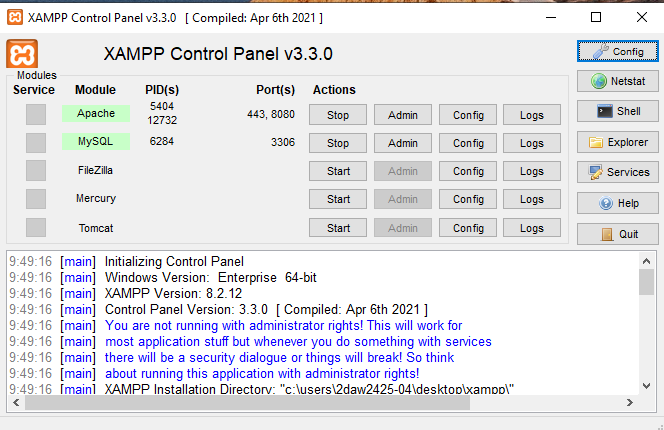 XAMPP Control Panel v3.3.0 [ Compiled: Apr 6th 2021 ]
XAMPP Control Panel v3.3.0
Config
Modules
Service Module PID(s) Port(s) Actions
Netstat
Apache 5404 12732 443, 8080 Stop Admin Config Logs
Shell
MySQL 6284 3306 Stop Admin Config Logs
Explorer
FileZilla Start Admin Config Logs
Services
Mercury Start Admin Config Logs
Help
Tomcat Start Admin Config Logs
Quit
9:49:16 [main] Initializing Control Panel
9:49:16 [main] Windows Version: Enterprise 64-bit
9:49:16 [main] XAMPP Version: 8.2.12
9:49:16 [main] Control Panel Version: 3.3.0 [ Compiled: Apr 6th 2021 ]
9:49:16 [main] You are not running with administrator rights! This will work for
9:49:16 [main] most application stuff but whenever you do something with services
9:49:16 [main] there will be a security dialogue or things will break! So think
9:49:16 [main] about running this application with administrator rights!
9:49:16 [main] XAMPP Installation Directory: "c:\users\2daw2425-04\desktop\xampp\"